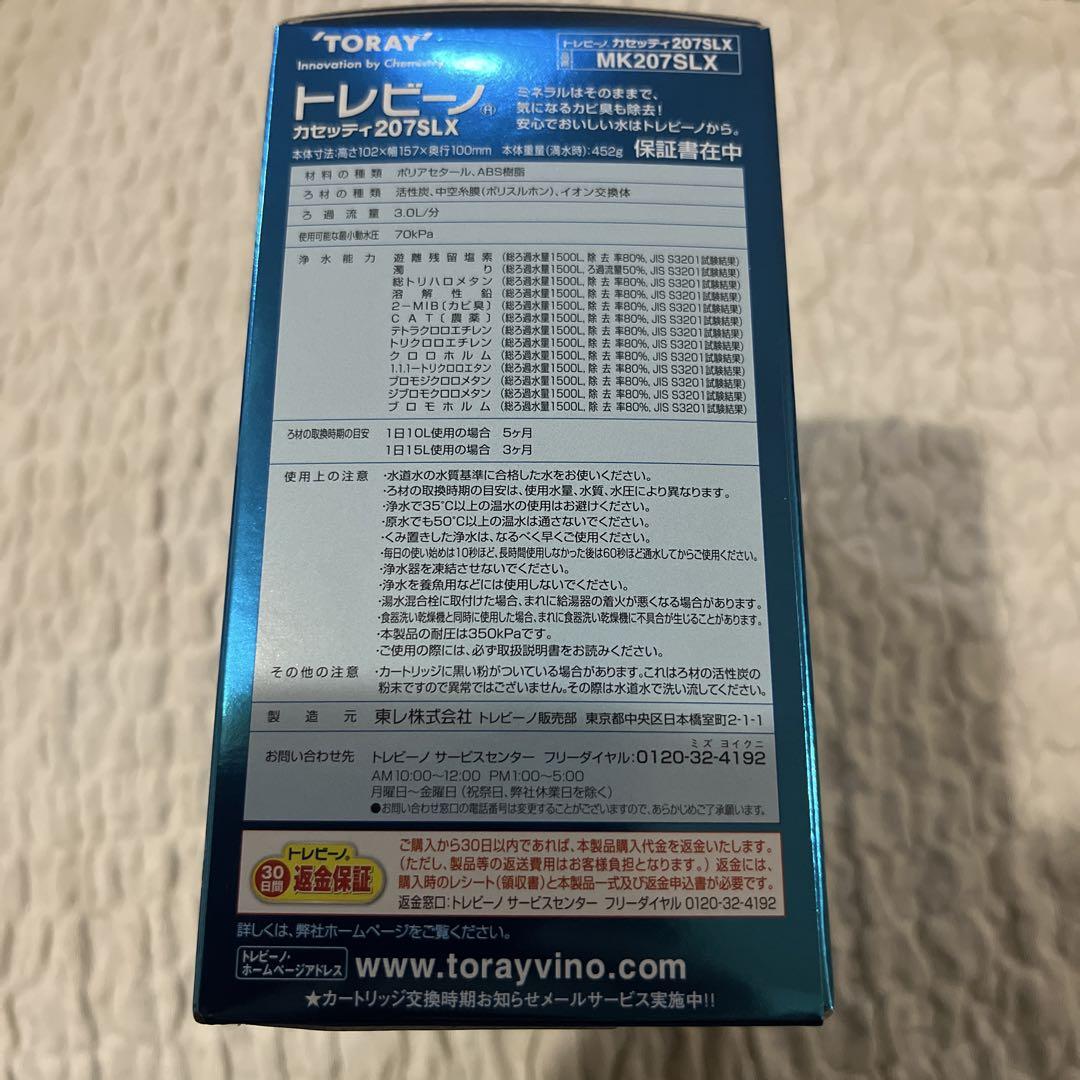 'TORAY'
Innovation by Chemistry
トレビーノ カセッティ207SLX
品番 MK207SLX
トレビーノ®
カセッティ207SLX
ミネラルはそのままで、
気になるカビ臭も除去!
安心でおいしい水はトレビーノから。
本体寸法:高さ102×幅157×奥行100mm 本体重量(満水時):452g 保証書在中
材料の種類 ポリアセタール、ABS樹脂
ろ材の種類 活性炭、中空糸膜(ポリスルホン)、イオン交換体
ろ過流量 3.0L/分
使用可能な最小動水圧 70kPa
浄水能力 遊離残留塩素 (総ろ過水量1500L, 除去率80%, JIS S3201試験結果)
濁り (総ろ過水量1500L, ろ過流量50%, JIS S3201試験結果)
総トリハロメタン (総ろ過水量1500L, 除去率80%, JIS S3201試験結果)
溶解性鉛 (総ろ過水量1500L, 除去率80%, JIS S3201試験結果)
2-MIB〔カビ臭〕 (総ろ過水量1500L, 除去率80%, JIS S3201試験結果)
CAT〔農薬〕 (総ろ過水量1500L, 除去率80%, JIS S3201試験結果)
テトラクロロエチレン (総ろ過水量1500L, 除去率80%, JIS S3201試験結果)
トリクロロエチレン (総ろ過水量1500L, 除去率80%, JIS S3201試験結果)
クロロホルム (総ろ過水量1500L, 除去率80%, JIS S3201試験結果)
1.1.1-トリクロロエタン (総ろ過水量1500L, 除去率80%, JIS S3201試験結果)
ブロモジクロロメタン (総ろ過水量1500L, 除去率80%, JIS S3201試験結果)
ジブロモクロロメタン (総ろ過水量1500L, 除去率80%, JIS S3201試験結果)
ブロモホルム (総ろ過水量1500L, 除去率80%, JIS S3201試験結果)
ろ材の取換時期の目安 1日10L使用の場合 5ヶ月
1日15L使用の場合 3ヶ月
使用上の注意 ・水道水の水質基準に合格した水をお使いください。
・ろ材の取換時期の目安は、使用水量、水質、水圧により異なります。
・浄水で35℃以上の温水の使用はお避けください。
・原水でも50℃以上の温水は通さないでください。
・くみ置きした浄水は、なるべく早くご使用ください。
・毎日の使い始めは10秒ほど、長時間使用しなかった後は60秒ほど通水してからご使用ください。
・浄水器を凍結させないでください。
・浄水を養魚用などには使用しないでください。
・湯水混合栓に取付けた場合、まれに給湯器の着火が悪くなる場合があります。
・食器洗い乾燥機と同時に使用した場合、まれに食器洗い乾燥機に不具合が生じることがあります。
・本製品の耐圧は350kPaです。
・ご使用の際には、必ず取扱説明書をお読みください。
その他の注意 ・カートリッジに黒い粉がついている場合があります。これはろ材の活性炭の
粉末ですので異常ではございません。その際は水道水で洗い流してください。
製造元 東レ株式会社 トレビーノ販売部 東京都中央区日本橋室町2-1-1
ミズ ヨイクニ
お問い合わせ先 トレビーノ サービスセンター フリーダイヤル:0120-32-4192
AM10:00〜12:00 PM1:00〜5:00
月曜日〜金曜日(祝祭日、弊社休業日を除く)
●お問い合わせ窓口の電話番号は変更することがございますので、あらかじめご了承願います。
トレビーノ®
30日間 返金保証
ご購入から30日以内であれば、本製品購入代金を返金いたします。
(ただし、製品等の返送費用はお客様負担となります。)返金には、
購入時のレシート(領収書)と本製品一式及び返金申込書が必要です。
返金窓口:トレビーノ サービスセンター フリーダイヤル 0120-32-4192
詳しくは、弊社ホームページをご覧ください。
トレビーノ・
ホームページアドレス
www.torayvino.com
★カートリッジ交換時期お知らせメールサービス実施中!!